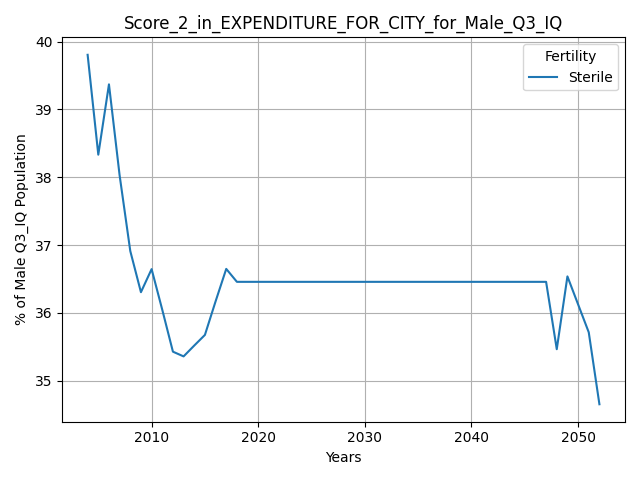 Score_2_in_EXPENDITURE_FOR_CITY_for_Male_Q3_IQ
Fertility
Sterile
% of Male Q3_IQ Population
40
39
38
37
36
35
2010 2020 2030 2040 2050
Years